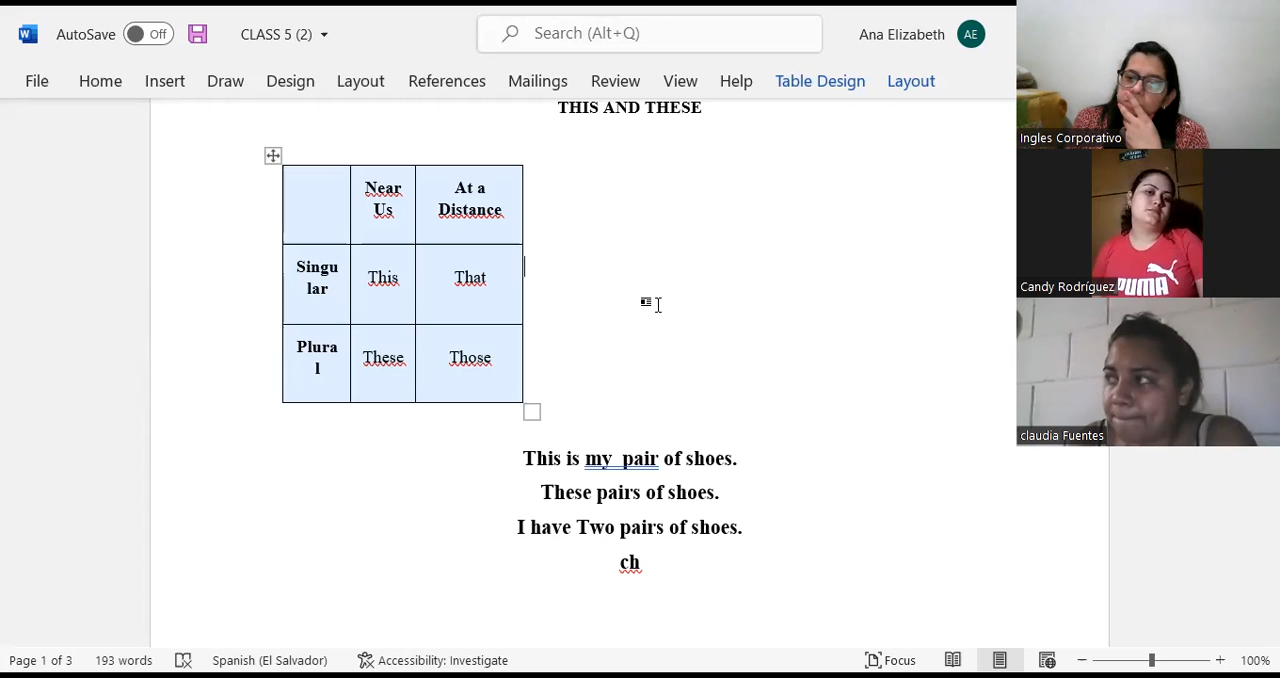 AutoSave Off CLASS 5 (2) Search (Alt+Q) Ana Elizabeth AE
File Home Insert Draw Design Layout References Mailings Review View Help Table Design Layout
THIS AND THESE
Near
Us
At a
Distance
Singu
lar
This
That
Plura
l
These
Those
This is my  pair of shoes.
These pairs of shoes.
I have Two pairs of shoes.
ch
Ingles Corporativo
Candy Rodríguez
PUMA
claudia Fuentes
Page 1 of 3 193 words Spanish (El Salvador) Accessibility: Investigate Focus 100%